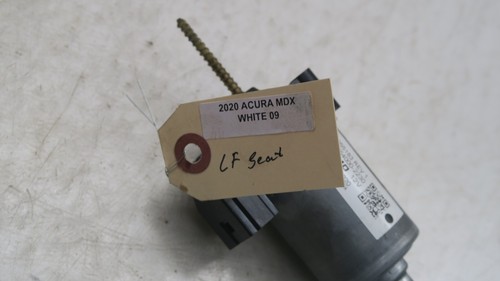 2020 ACURA MDX
WHITE 09
LF Seat